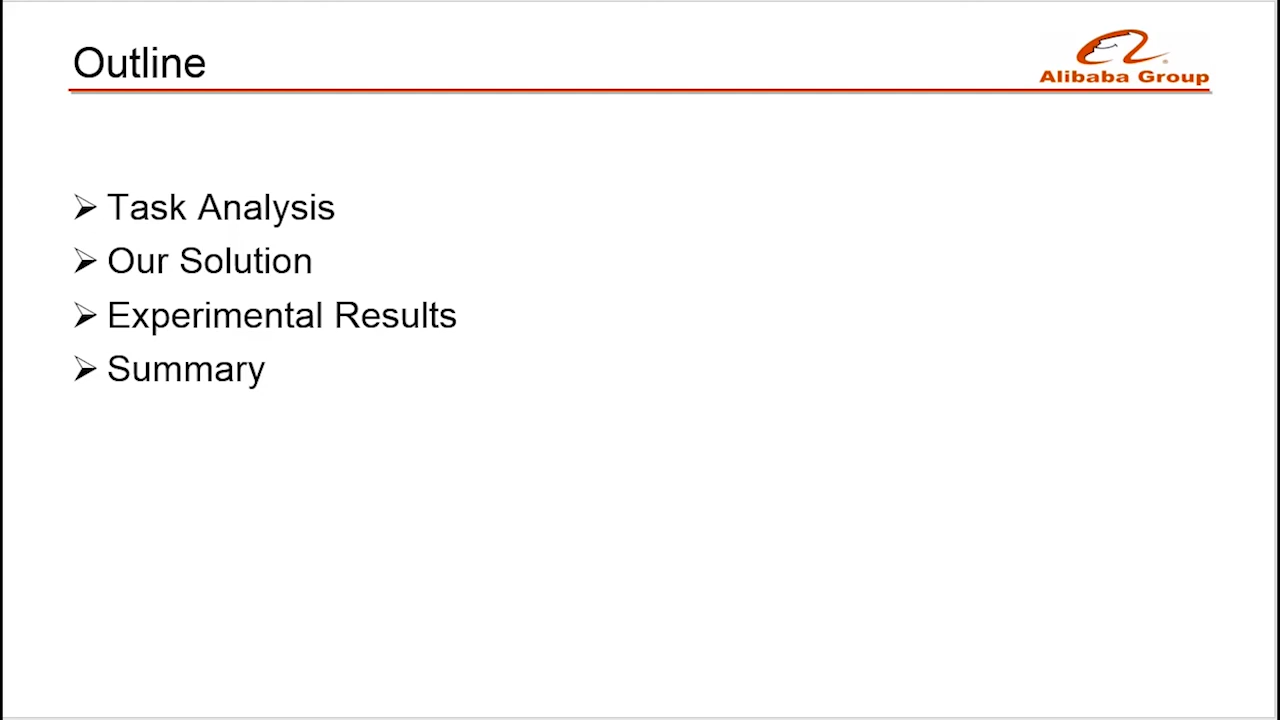 Outline
Alibaba Group
Task Analysis
Our Solution
Experimental Results
Summary